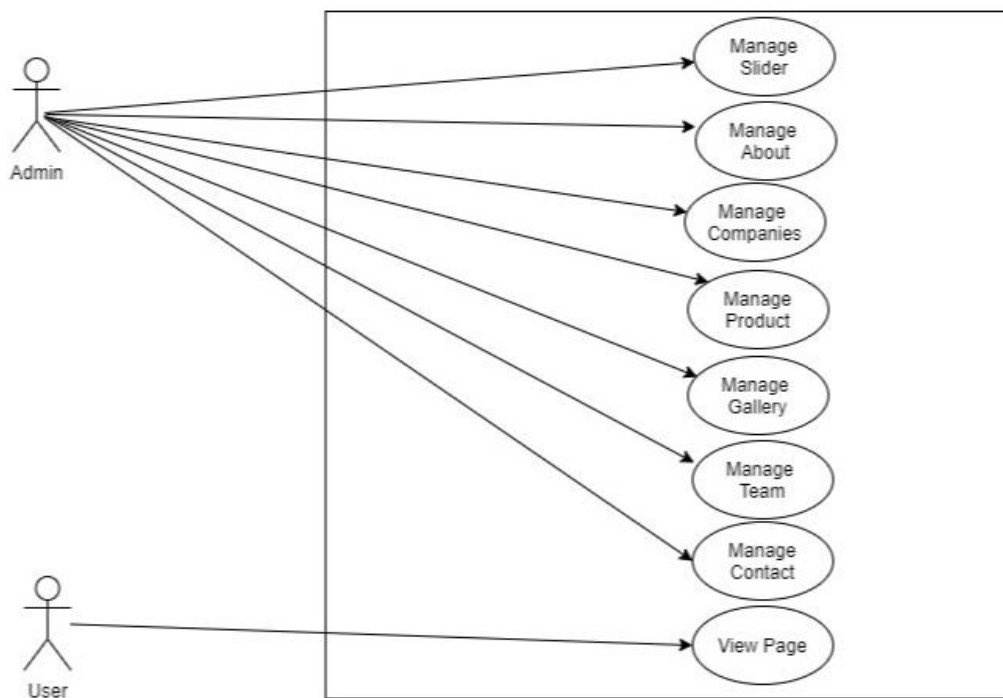 Manage
Slider
Admin
Manage
About
Manage
Companies
Manage
Product
Manage
Gallery
Manage
Team
Manage
Contact
View Page
User